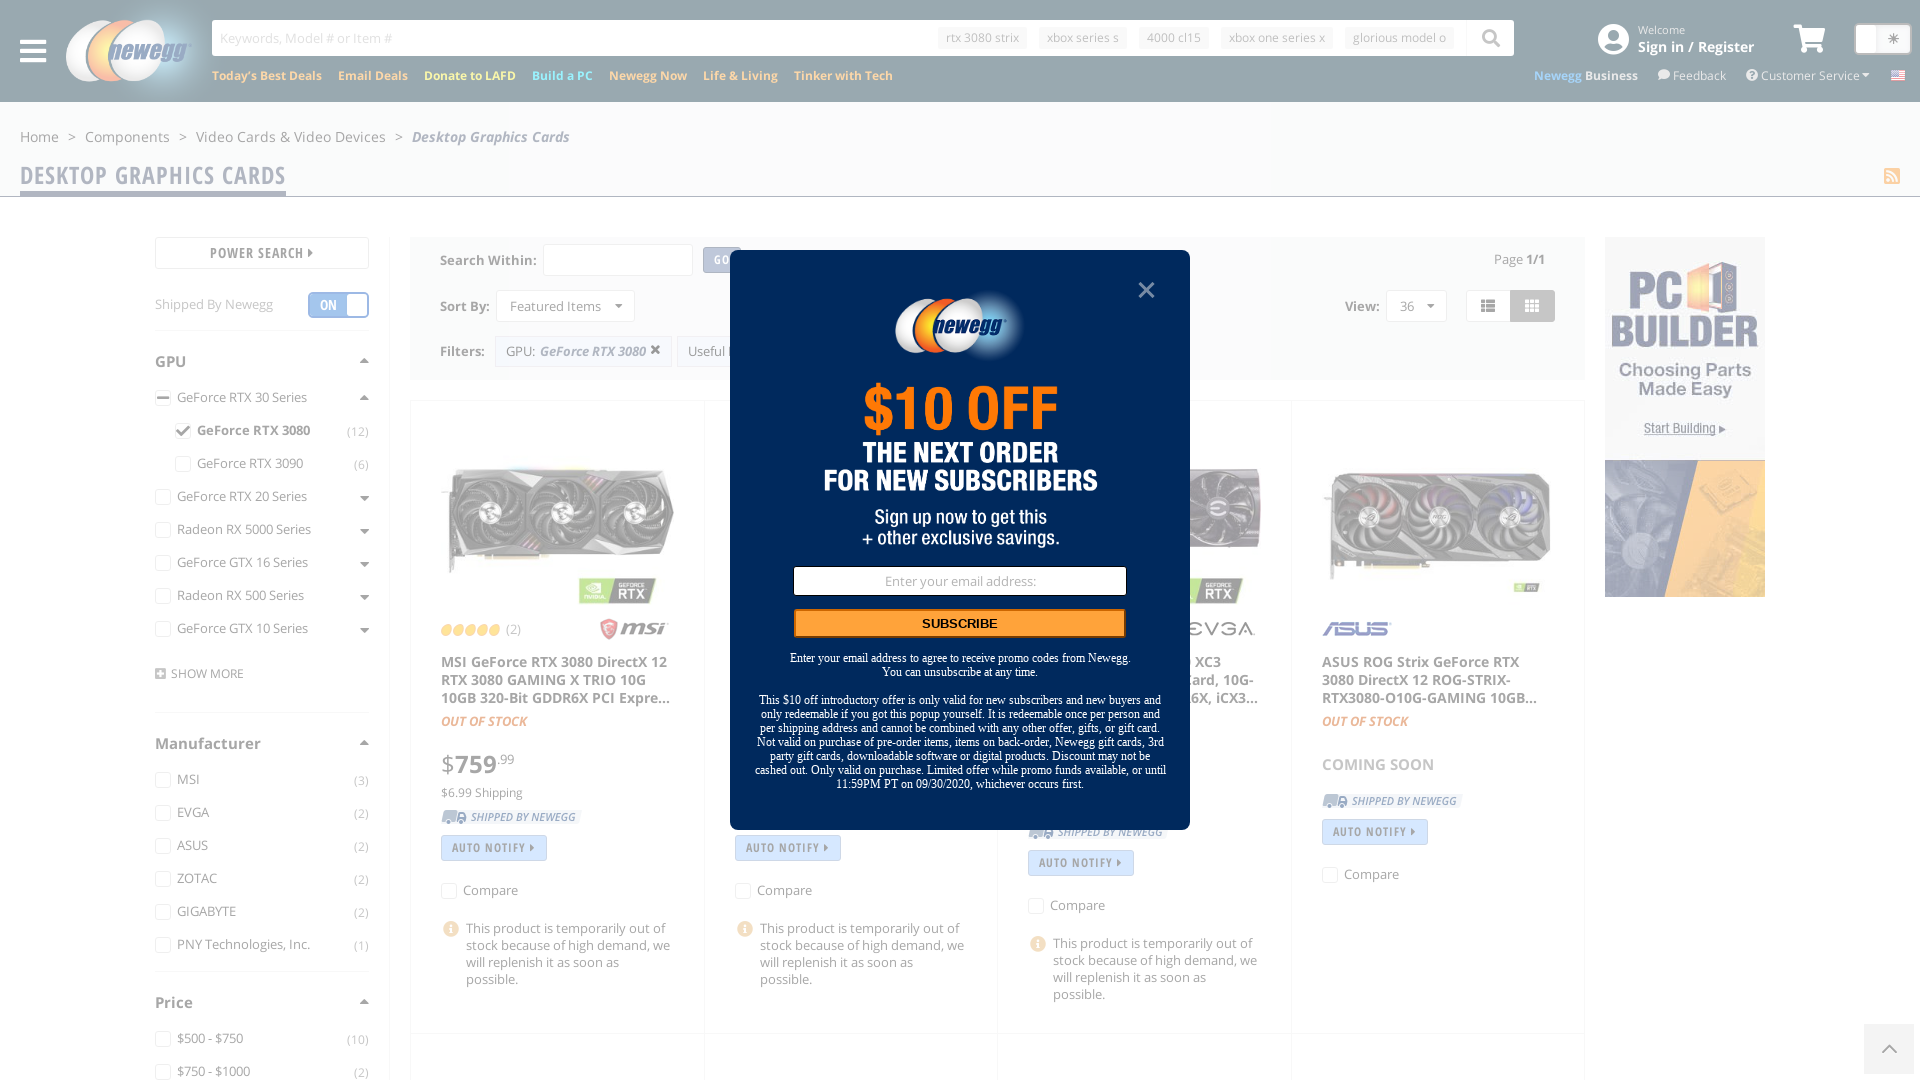 newegg
Keywords, Model # or Item #
rtx 3080 strix
xbox series s
4000 cl15
xbox one series x
glorious model o
Welcome
Sign in / Register
Today's Best Deals
Email Deals
Donate to LAFD
Build a PC
Newegg Now
Life & Living
Tinker with Tech
Newegg Business
Feedback
Customer Service
Home > Components > Video Cards & Video Devices > Desktop Graphics Cards
DESKTOP GRAPHICS CARDS
POWER SEARCH
Shipped By Newegg
ON
GPU
GeForce RTX 30 Series
GeForce RTX 3080 (12)
GeForce RTX 3090 (6)
GeForce RTX 20 Series
Radeon RX 5000 Series
GeForce GTX 16 Series
Radeon RX 500 Series
GeForce GTX 10 Series
SHOW MORE
Manufacturer
MSI (3)
EVGA (2)
ASUS (2)
ZOTAC (2)
GIGABYTE (2)
PNY Technologies, Inc. (1)
Price
$500 - $750 (10)
$750 - $1000 (2)
Search Within:
GO
Page 1/1
Sort By:
Featured Items
View:
36
Filters:
GPU: GeForce RTX 3080
Useful
GEFORCE
RTX
(2)
msi
MSI GeForce RTX 3080 DirectX 12
RTX 3080 GAMING X TRIO 10G
10GB 320-Bit GDDR6X PCI Expre...
OUT OF STOCK
$759.99
$6.99 Shipping
SHIPPED BY NEWEGG
AUTO NOTIFY
Compare
This product is temporarily out of
stock because of high demand, we
will replenish it as soon as
possible.
AUTO NOTIFY
Compare
This product is temporarily out of
stock because of high demand, we
will replenish it as soon as
possible.
GEFORCE
RTX
EVGA
XC3
Card, 10G-
6X, iCX3...
SHIPPED BY NEWEGG
AUTO NOTIFY
Compare
This product is temporarily out of
stock because of high demand, we
will replenish it as soon as
possible.
ASUS
ASUS ROG Strix GeForce RTX
3080 DirectX 12 ROG-STRIX-
RTX3080-O10G-GAMING 10GB...
OUT OF STOCK
COMING SOON
SHIPPED BY NEWEGG
AUTO NOTIFY
Compare
PC
BUILDER
Choosing Parts
Made Easy
Start Building
newegg
$10 OFF
THE NEXT ORDER
FOR NEW SUBSCRIBERS
Sign up now to get this
+ other exclusive savings.
Enter your email address:
SUBSCRIBE
Enter your email address to agree to receive promo codes from Newegg.
You can unsubscribe at any time.
This $10 off introductory offer is only valid for new subscribers and new buyers and
only redeemable if you got this popup yourself. It is redeemable once per person and
per shipping address and cannot be combined with any other offer, gifts, or gift card.
Not valid on purchase of pre-order items, items on back-order, Newegg gift cards, 3rd
party gift cards, downloadable software or digital products. Discount may not be
cashed out. Only valid on purchase. Limited offer while promo funds available, or until
11:59PM PT on 09/30/2020, whichever occurs first.